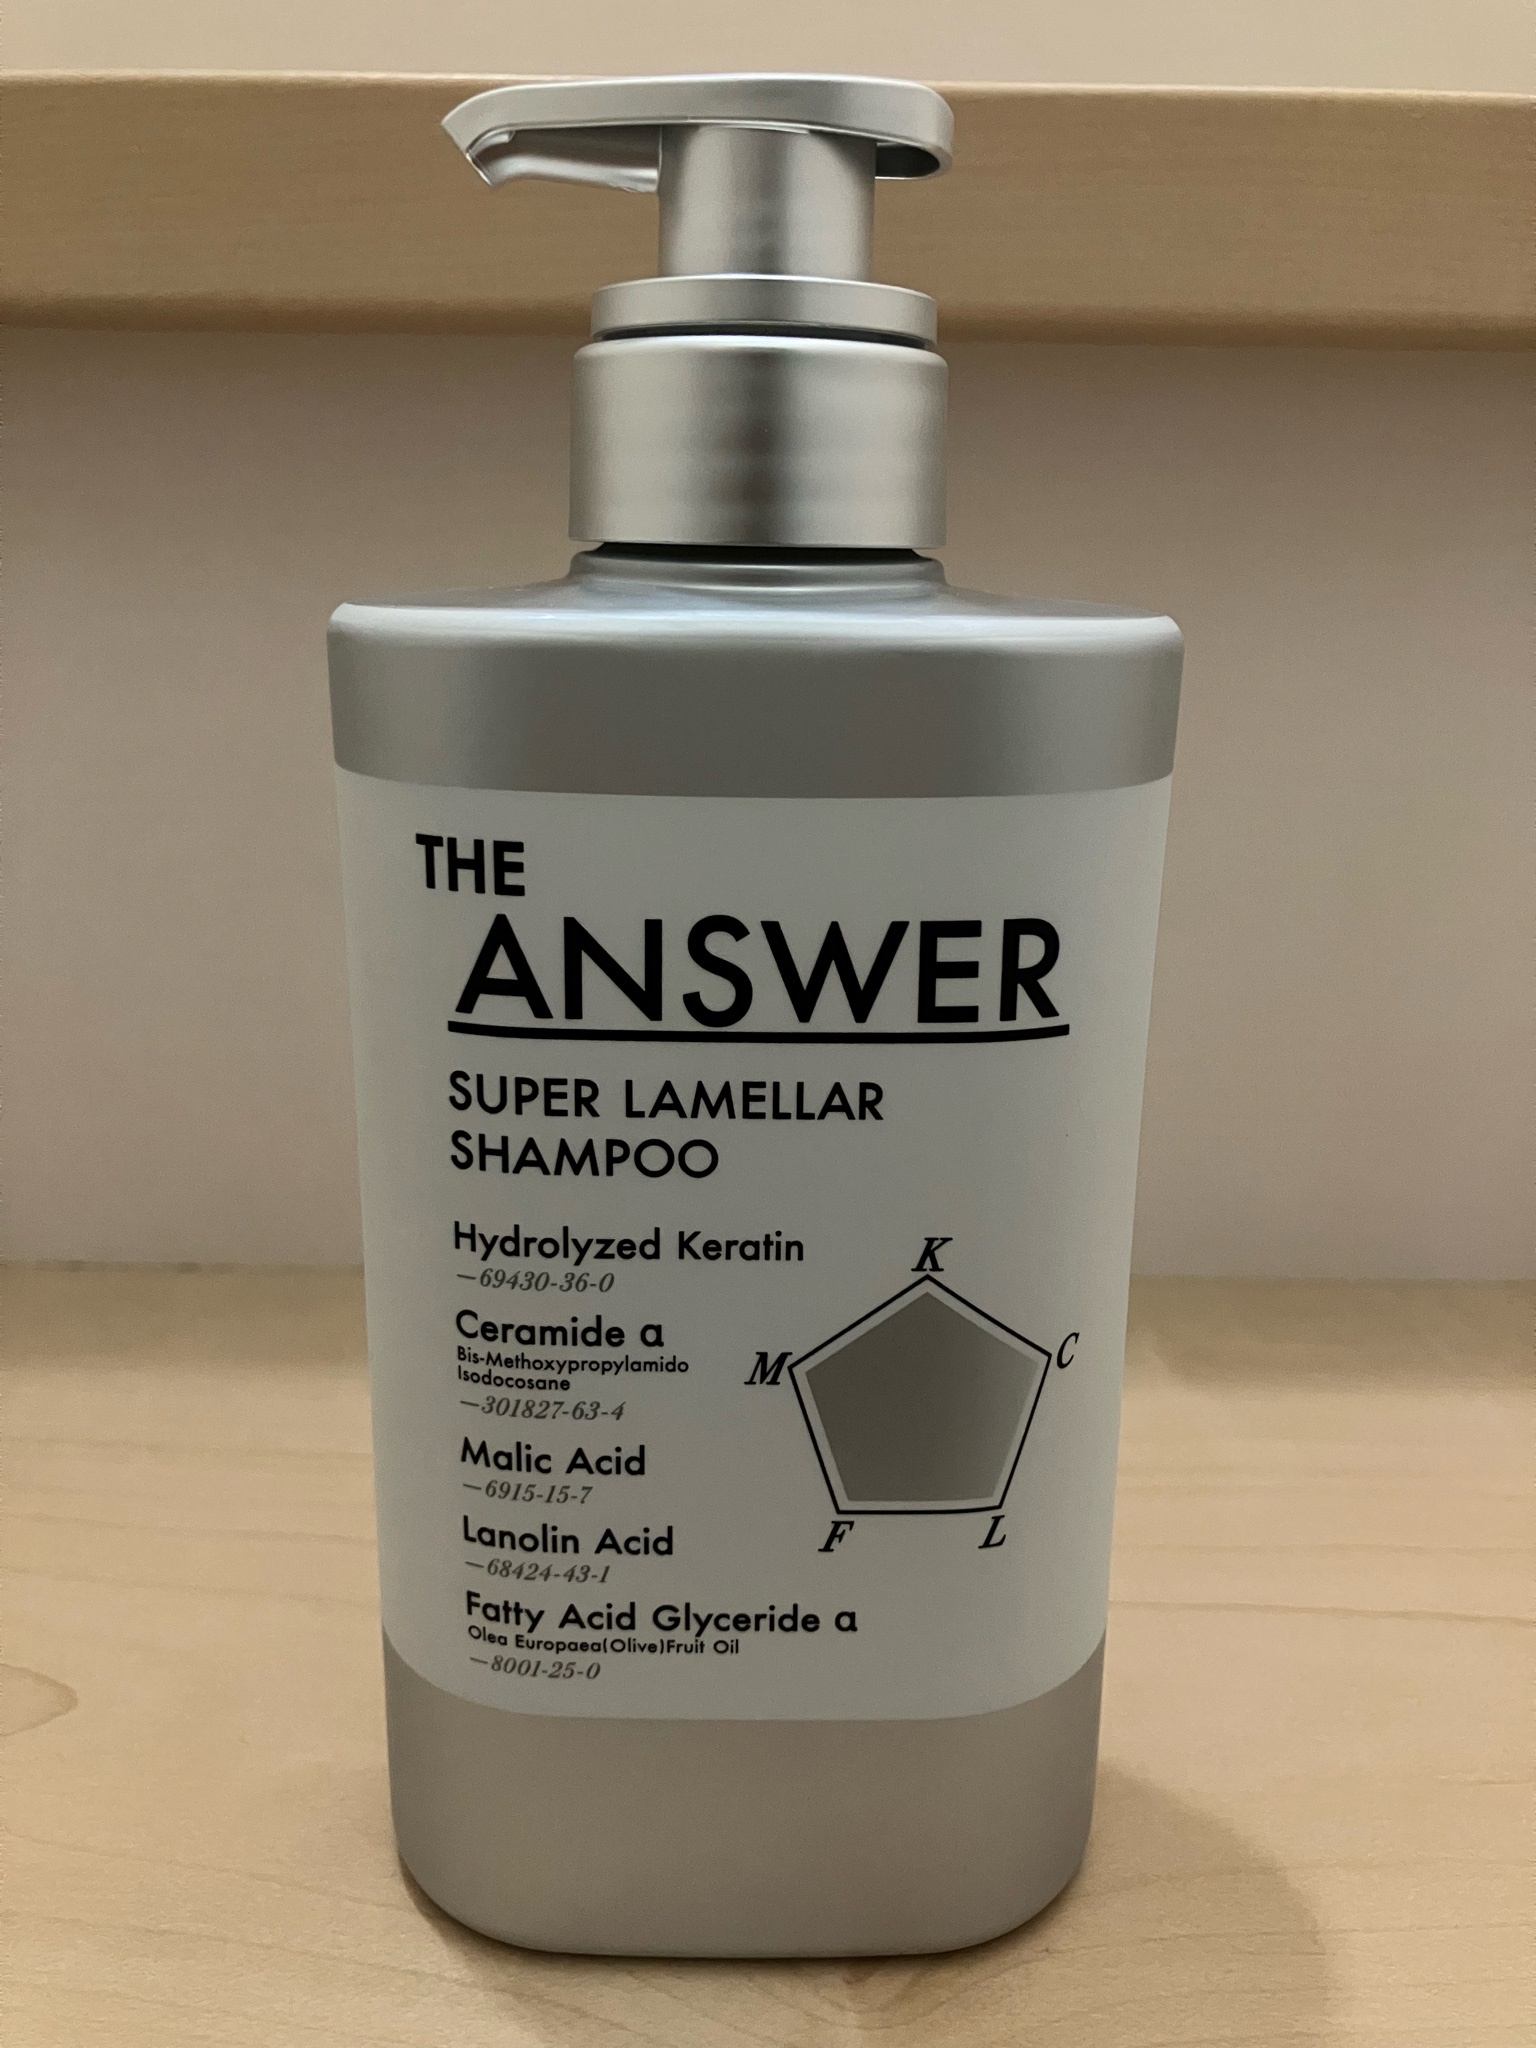 THE
ANSWER
SUPER LAMELLAR
SHAMPOO
Hydrolyzed Keratin
—69430-36-0
Ceramide α
Bis-Methoxypropylamido
Isodocosane
—301827-63-4
Malic Acid
—6915-15-7
Lanolin Acid
—68424-43-1
Fatty Acid Glyceride α
Olea Europaea(Olive)Fruit Oil
—8001-25-0
K
C
M
F
L